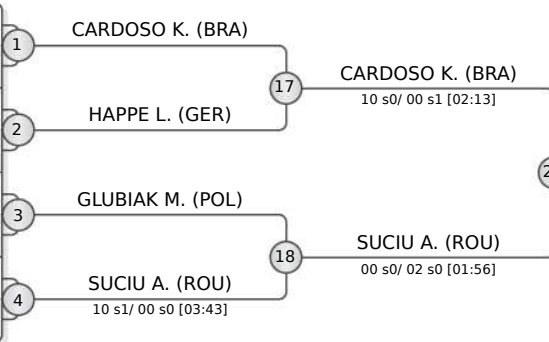 CARDOSO K. (BRA)
1
17
CARDOSO K. (BRA)
10 s0/ 00 s1 [02:13]
HAPPE L. (GER)
2
GLUBIAK M. (POL)
3
18
SUCIU A. (ROU)
00 s0/ 02 s0 [01:56]
SUCIU A. (ROU)
4
10 s1/ 00 s0 [03:43]